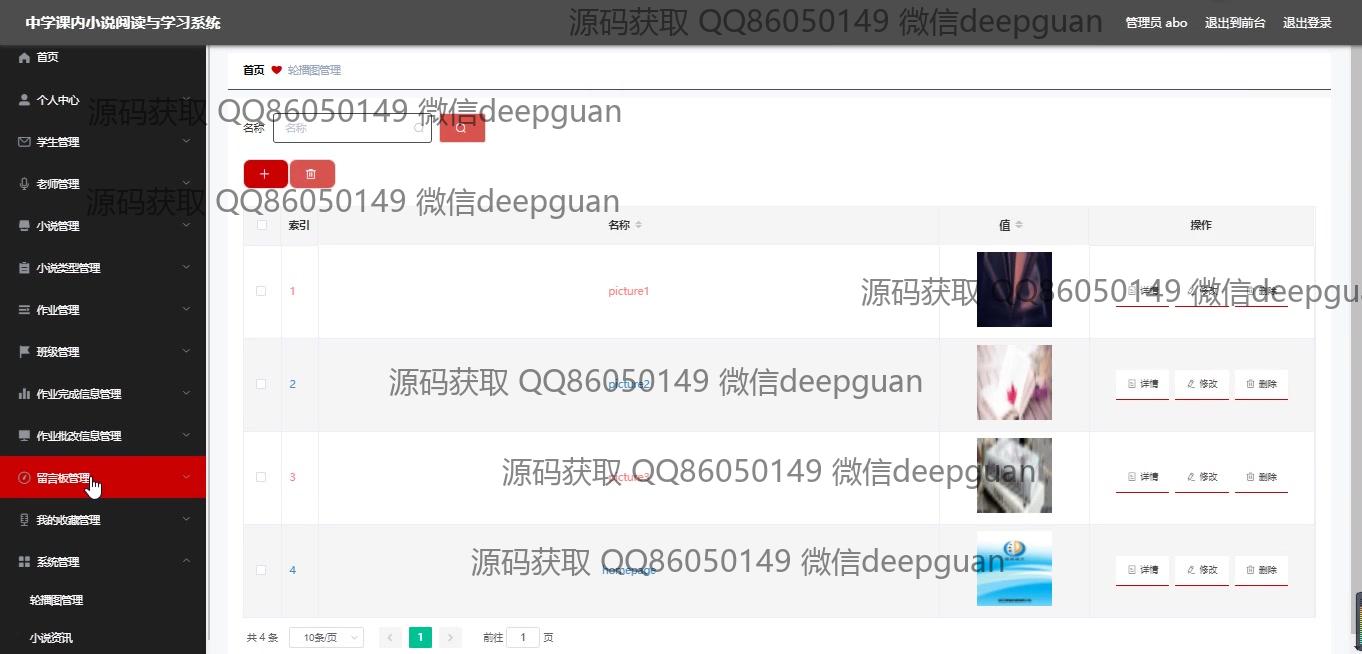 中学课内小说阅读与学习系统
源码获取 QQ86050149 微信deepguan
管理员 abo 退出到前台 退出登录
首页
首页 轮播图管理
个人中心
源码获取 QQ86050149 微信deepguan
名称 名称
学生管理
老师管理
源码获取 QQ86050149 微信deepguan
小说管理
索引 名称 值 操作
小说类型管理
1 picture1 详情 修改 删除
源码获取 QQ86050149 微信deepgu
作业管理
班级管理
2 picture2 详情 修改 删除
源码获取 QQ86050149 微信deepguan
作业完成信息管理
作业批改信息管理
3 picture3 详情 修改 删除
源码获取 QQ86050149 微信deepguan
留言板管理
我的收藏管理
系统管理
4 homepage 详情 修改 删除
源码获取 QQ86050149 微信deepguan
轮播图管理
小说资讯
共 4 条 10条/页 1 前往 1 页